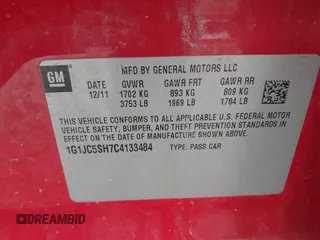 GM
MFD BY GENERAL MOTORS LLC
DATE GVWR GAWR FRT GAWR RR
12/11 1702 KG 893 KG 809 KG
3753 LB 1969 LB 1784 LB
THIS VEHICLE CONFORMS TO ALL APPLICABLE U.S. FEDERAL MOTOR
VEHICLE SAFETY, BUMPER, AND THEFT PREVENTION STANDARDS IN
EFFECT ON THE DATE OF MANUFACTURE SHOWN ABOVE.
1G1JC5SH7C4133484 TYPE: PASS CAR
DREAMBID